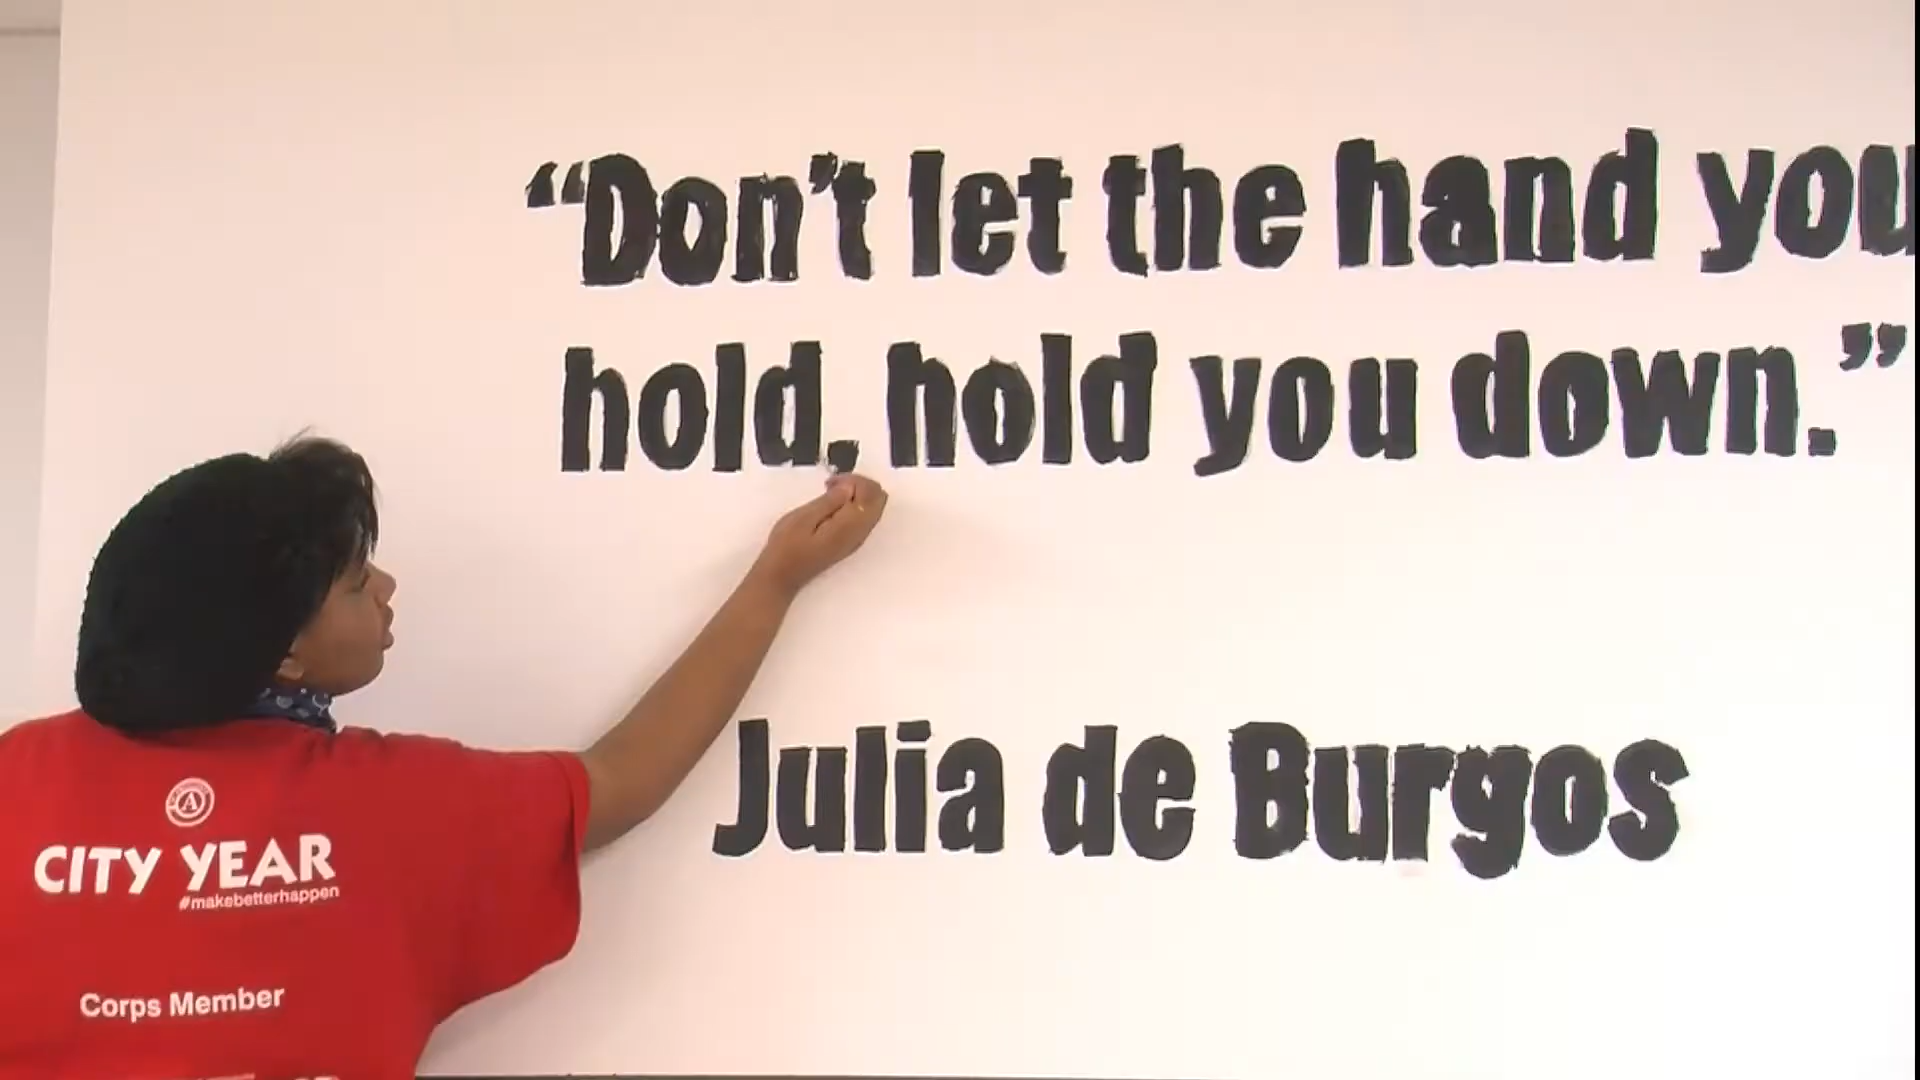 “Don’t let the hand you
hold, hold you down.”
Julia de Burgos
A
CITY YEAR
#makebetterhappen
Corps Member